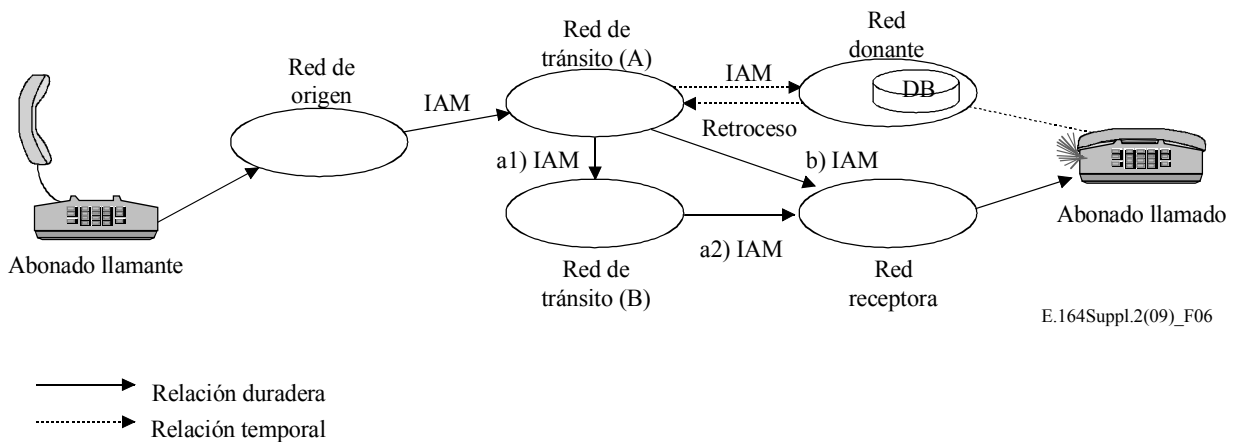 Red de
tránsito (A)
Red
donante
Red de
origen
IAM
IAM
DB
Retroceso
a1) IAM
b) IAM
Abonado llamante
Abonado llamado
a2) IAM
Red de
tránsito (B)
Red
receptora
E.164Suppl.2(09)_F06
Relación duradera
Relación temporal